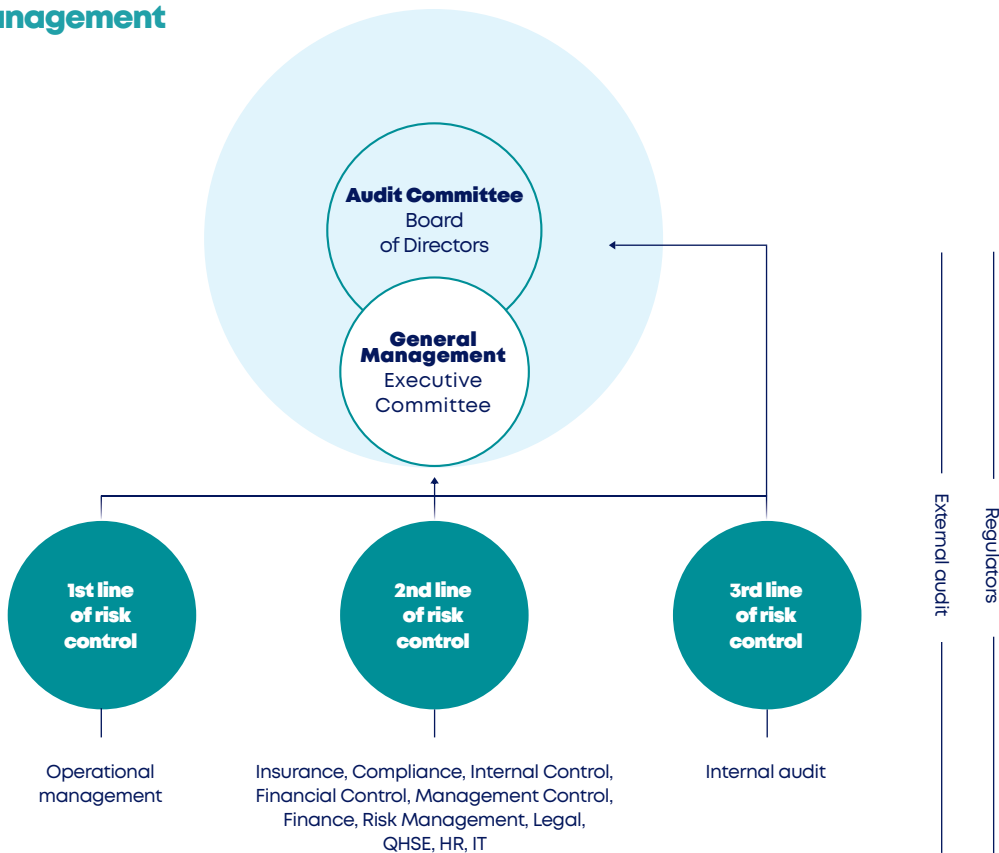 anagement
Audit Committee
Board
of Directors
General
Management
Executive
Committee
1st line
of risk
control
2nd line
of risk
control
3rd line
of risk
control
Operational
management
Insurance, Compliance, Internal Control,
Financial Control, Management Control,
Finance, Risk Management, Legal,
QHSE, HR, IT
Internal audit
External audit
Regulators